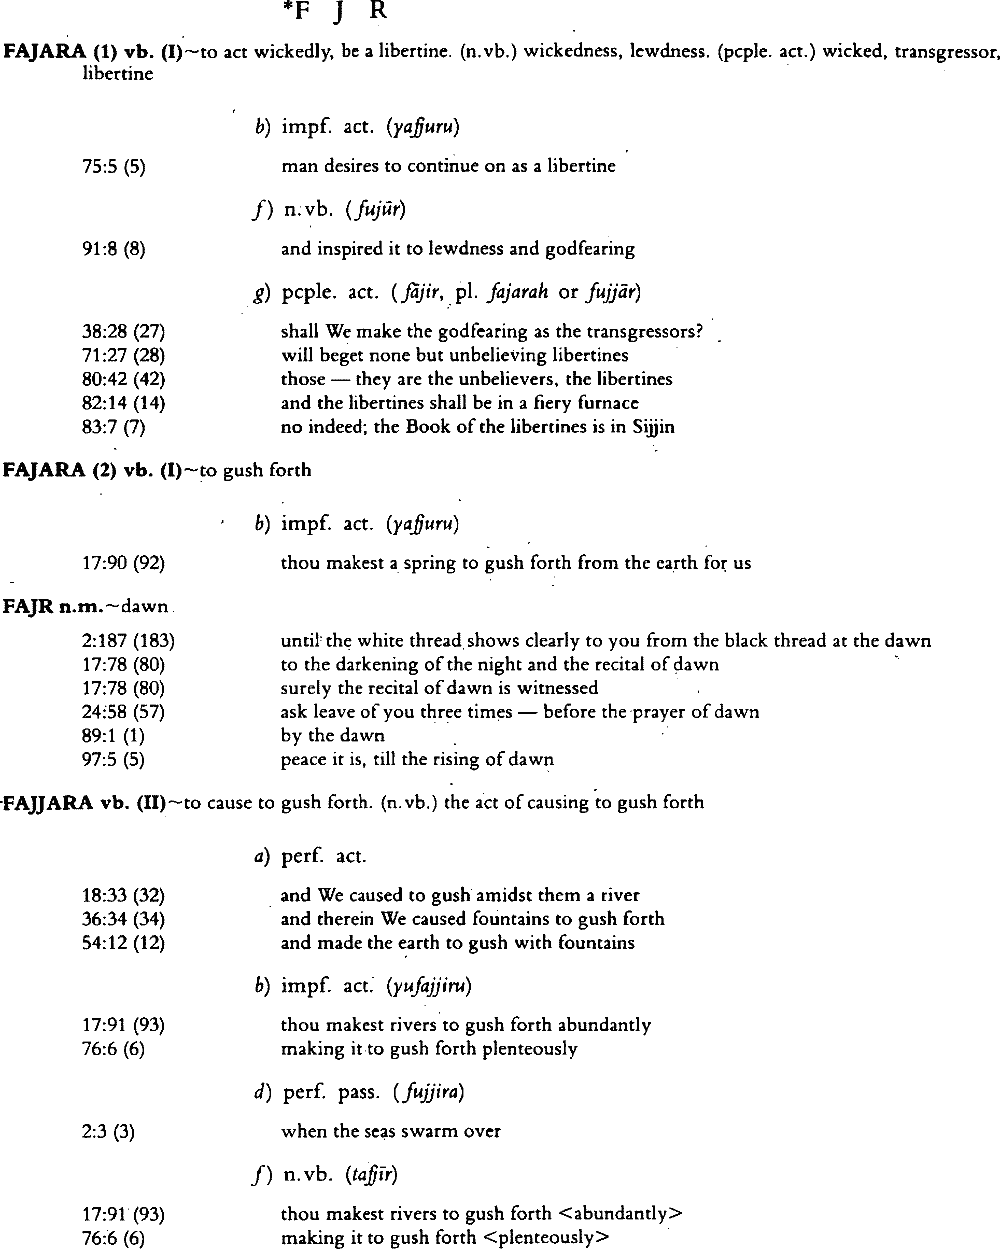 *F J R
FAJARA (1) vb. (I)~to act wickedly, be a libertine. (n.vb.) wickedness, lewdness. (pcple. act.) wicked, transgressor,
libertine
b) impf. act. (yafjuru)
75:5 (5) man desires to continue on as a libertine
f) n.vb. (fujūr)
91:8 (8) and inspired it to lewdness and godfearing
g) pcple. act. (fājir, pl. fajarah or fujjār)
38:28 (27) shall We make the godfearing as the transgressors?
71:27 (28) will beget none but unbelieving libertines
80:42 (42) those — they are the unbelievers, the libertines
82:14 (14) and the libertines shall be in a fiery furnace
83:7 (7) no indeed; the Book of the libertines is in Sijjin
FAJARA (2) vb. (I)~to gush forth
b) impf. act. (yafjuru)
17:90 (92) thou makest a spring to gush forth from the earth for us
FAJR n.m.~dawn
2:187 (183) until the white thread shows clearly to you from the black thread at the dawn
17:78 (80) to the darkening of the night and the recital of dawn
17:78 (80) surely the recital of dawn is witnessed
24:58 (57) ask leave of you three times — before the prayer of dawn
89:1 (1) by the dawn
97:5 (5) peace it is, till the rising of dawn
FAJJARA vb. (II)~to cause to gush forth. (n.vb.) the act of causing to gush forth
a) perf. act.
18:33 (32) and We caused to gush amidst them a river
36:34 (34) and therein We caused fountains to gush forth
54:12 (12) and made the earth to gush with fountains
b) impf. act. (yufajjiru)
17:91 (93) thou makest rivers to gush forth abundantly
76:6 (6) making it to gush forth plenteously
d) perf. pass. (fujjira)
2:3 (3) when the seas swarm over
f) n.vb. (tafjīr)
17:91 (93) thou makest rivers to gush forth <abundantly>
76:6 (6) making it to gush forth <plenteously>